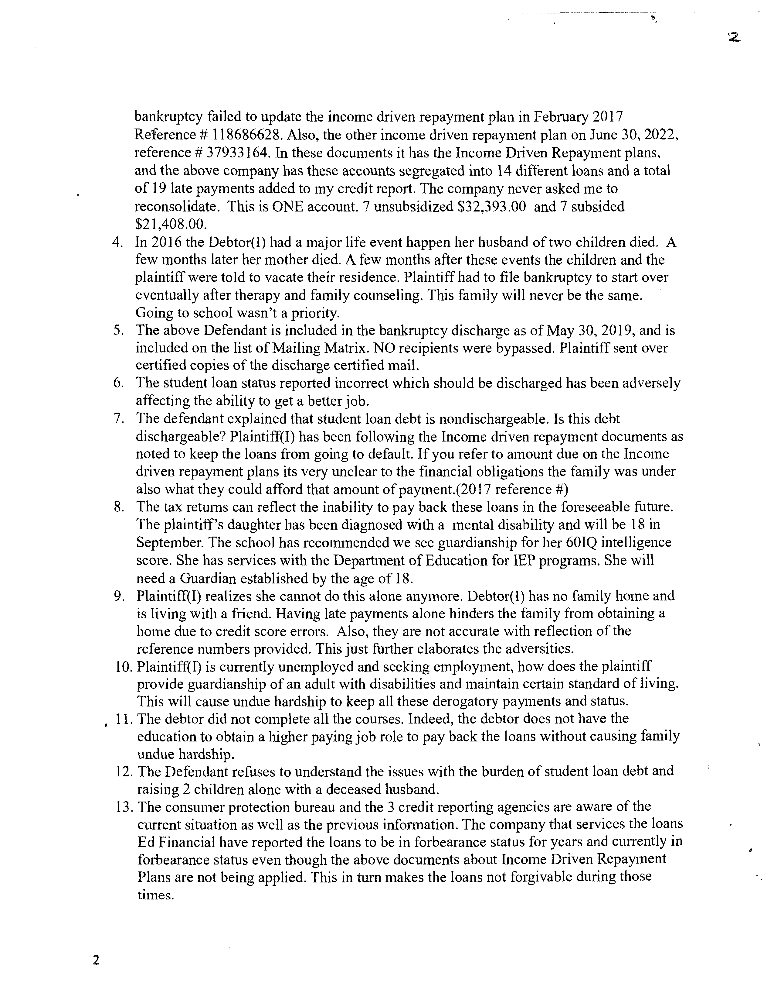 2
bankruptcy failed to update the income driven repayment plan in February 2017
Reference # 118686628. Also, the other income driven repayment plan on June 30, 2022,
reference # 37933164. In these documents it has the Income Driven Repayment plans,
and the above company has these accounts segregated into 14 different loans and a total
of 19 late payments added to my credit report. The company never asked me to
reconsolidate. This is ONE account. 7 unsubsidized $32,393.00 and 7 subsided
$21,408.00.
4. In 2016 the Debtor(I) had a major life event happen her husband of two children died. A
few months later her mother died. A few months after these events the children and the
plaintiff were told to vacate their residence. Plaintiff had to file bankruptcy to start over
eventually after therapy and family counseling. This family will never be the same.
Going to school wasn't a priority.
5. The above Defendant is included in the bankruptcy discharge as of May 30, 2019, and is
included on the list of Mailing Matrix. NO recipients were bypassed. Plaintiff sent over
certified copies of the discharge certified mail.
6. The student loan status reported incorrect which should be discharged has been adversely
affecting the ability to get a better job.
7. The defendant explained that student loan debt is nondischargeable. Is this debt
dischargeable? Plaintiff(I) has been following the Income driven repayment documents as
noted to keep the loans from going to default. If you refer to amount due on the Income
driven repayment plans its very unclear to the financial obligations the family was under
also what they could afford that amount of payment.(2017 reference #)
8. The tax returns can reflect the inability to pay back these loans in the foreseeable future.
The plaintiff's daughter has been diagnosed with a mental disability and will be 18 in
September. The school has recommended we see guardianship for her 60IQ intelligence
score. She has services with the Department of Education for IEP programs. She will
need a Guardian established by the age of 18.
9. Plaintiff(I) realizes she cannot do this alone anymore. Debtor(I) has no family home and
is living with a friend. Having late payments alone hinders the family from obtaining a
home due to credit score errors. Also, they are not accurate with reflection of the
reference numbers provided. This just further elaborates the adversities.
10. Plaintiff(I) is currently unemployed and seeking employment, how does the plaintiff
provide guardianship of an adult with disabilities and maintain certain standard of living.
This will cause undue hardship to keep all these derogatory payments and status.
11. The debtor did not complete all the courses. Indeed, the debtor does not have the
education to obtain a higher paying job role to pay back the loans without causing family
undue hardship.
12. The Defendant refuses to understand the issues with the burden of student loan debt and
raising 2 children alone with a deceased husband.
13. The consumer protection bureau and the 3 credit reporting agencies are aware of the
current situation as well as the previous information. The company that services the loans
Ed Financial have reported the loans to be in forbearance status for years and currently in
forbearance status even though the above documents about Income Driven Repayment
Plans are not being applied. This in turn makes the loans not forgivable during those
times.
2